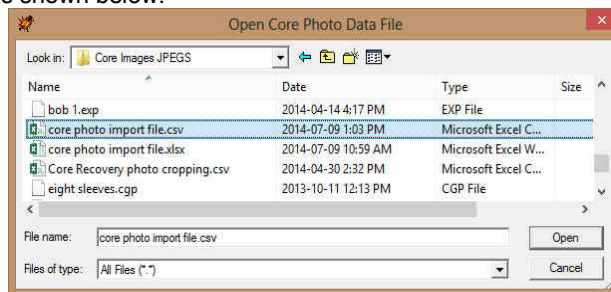 s shown below.
Open Core Photo Data File
Look in: Core Images JPEGS
Name Date Type Size
bob 1.exp 2014-04-14 4:17 PM EXP File
core photo import file.csv 2014-07-09 1:03 PM Microsoft Excel C...
core photo import file.xlsx 2014-07-09 10:59 AM Microsoft Excel W...
Core Recovery photo cropping.csv 2014-04-30 2:32 PM Microsoft Excel C...
eight sleeves.cgp 2013-10-11 12:13 PM CGP File
File name: core photo import file.csv Open
Files of type: All Files (*.*) Cancel